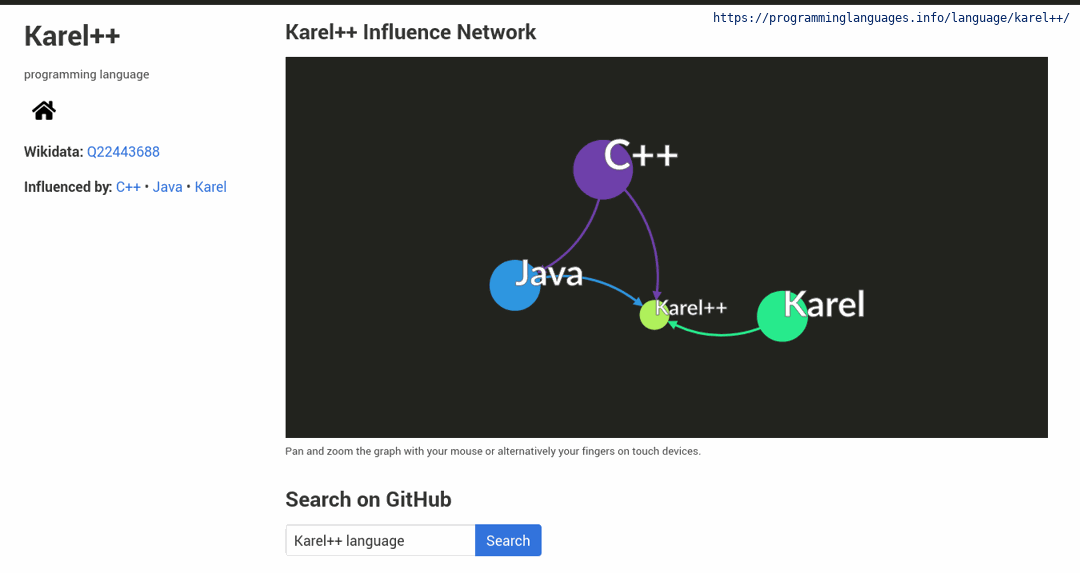 https://programminglanguages.info/language/karel++/
Karel++
programming language
Wikidata: Q22443688
Influenced by: C++ • Java • Karel
Karel++ Influence Network
C++
Java
Karel++
Karel
Pan and zoom the graph with your mouse or alternatively your fingers on touch devices.
Search on GitHub
Karel++ language
Search